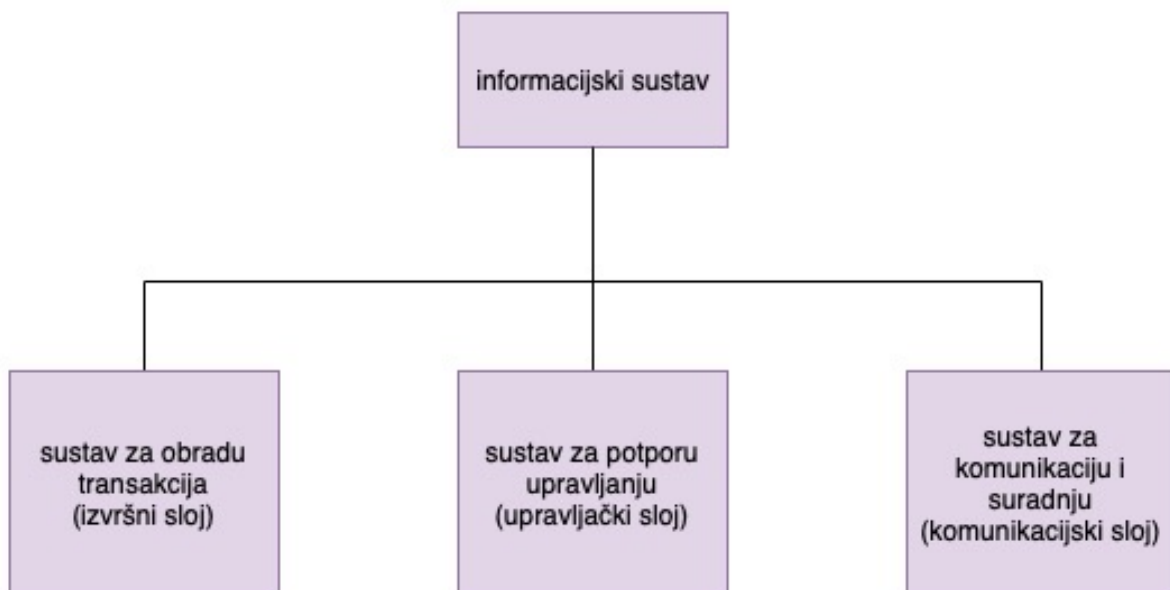 informacijski sustav
sustav za obradu
transakcija
(izvršni sloj)
sustav za potporu
upravljanju
(upravljački sloj)
sustav za
komunikaciju i
suradnju
(komunikacijski sloj)